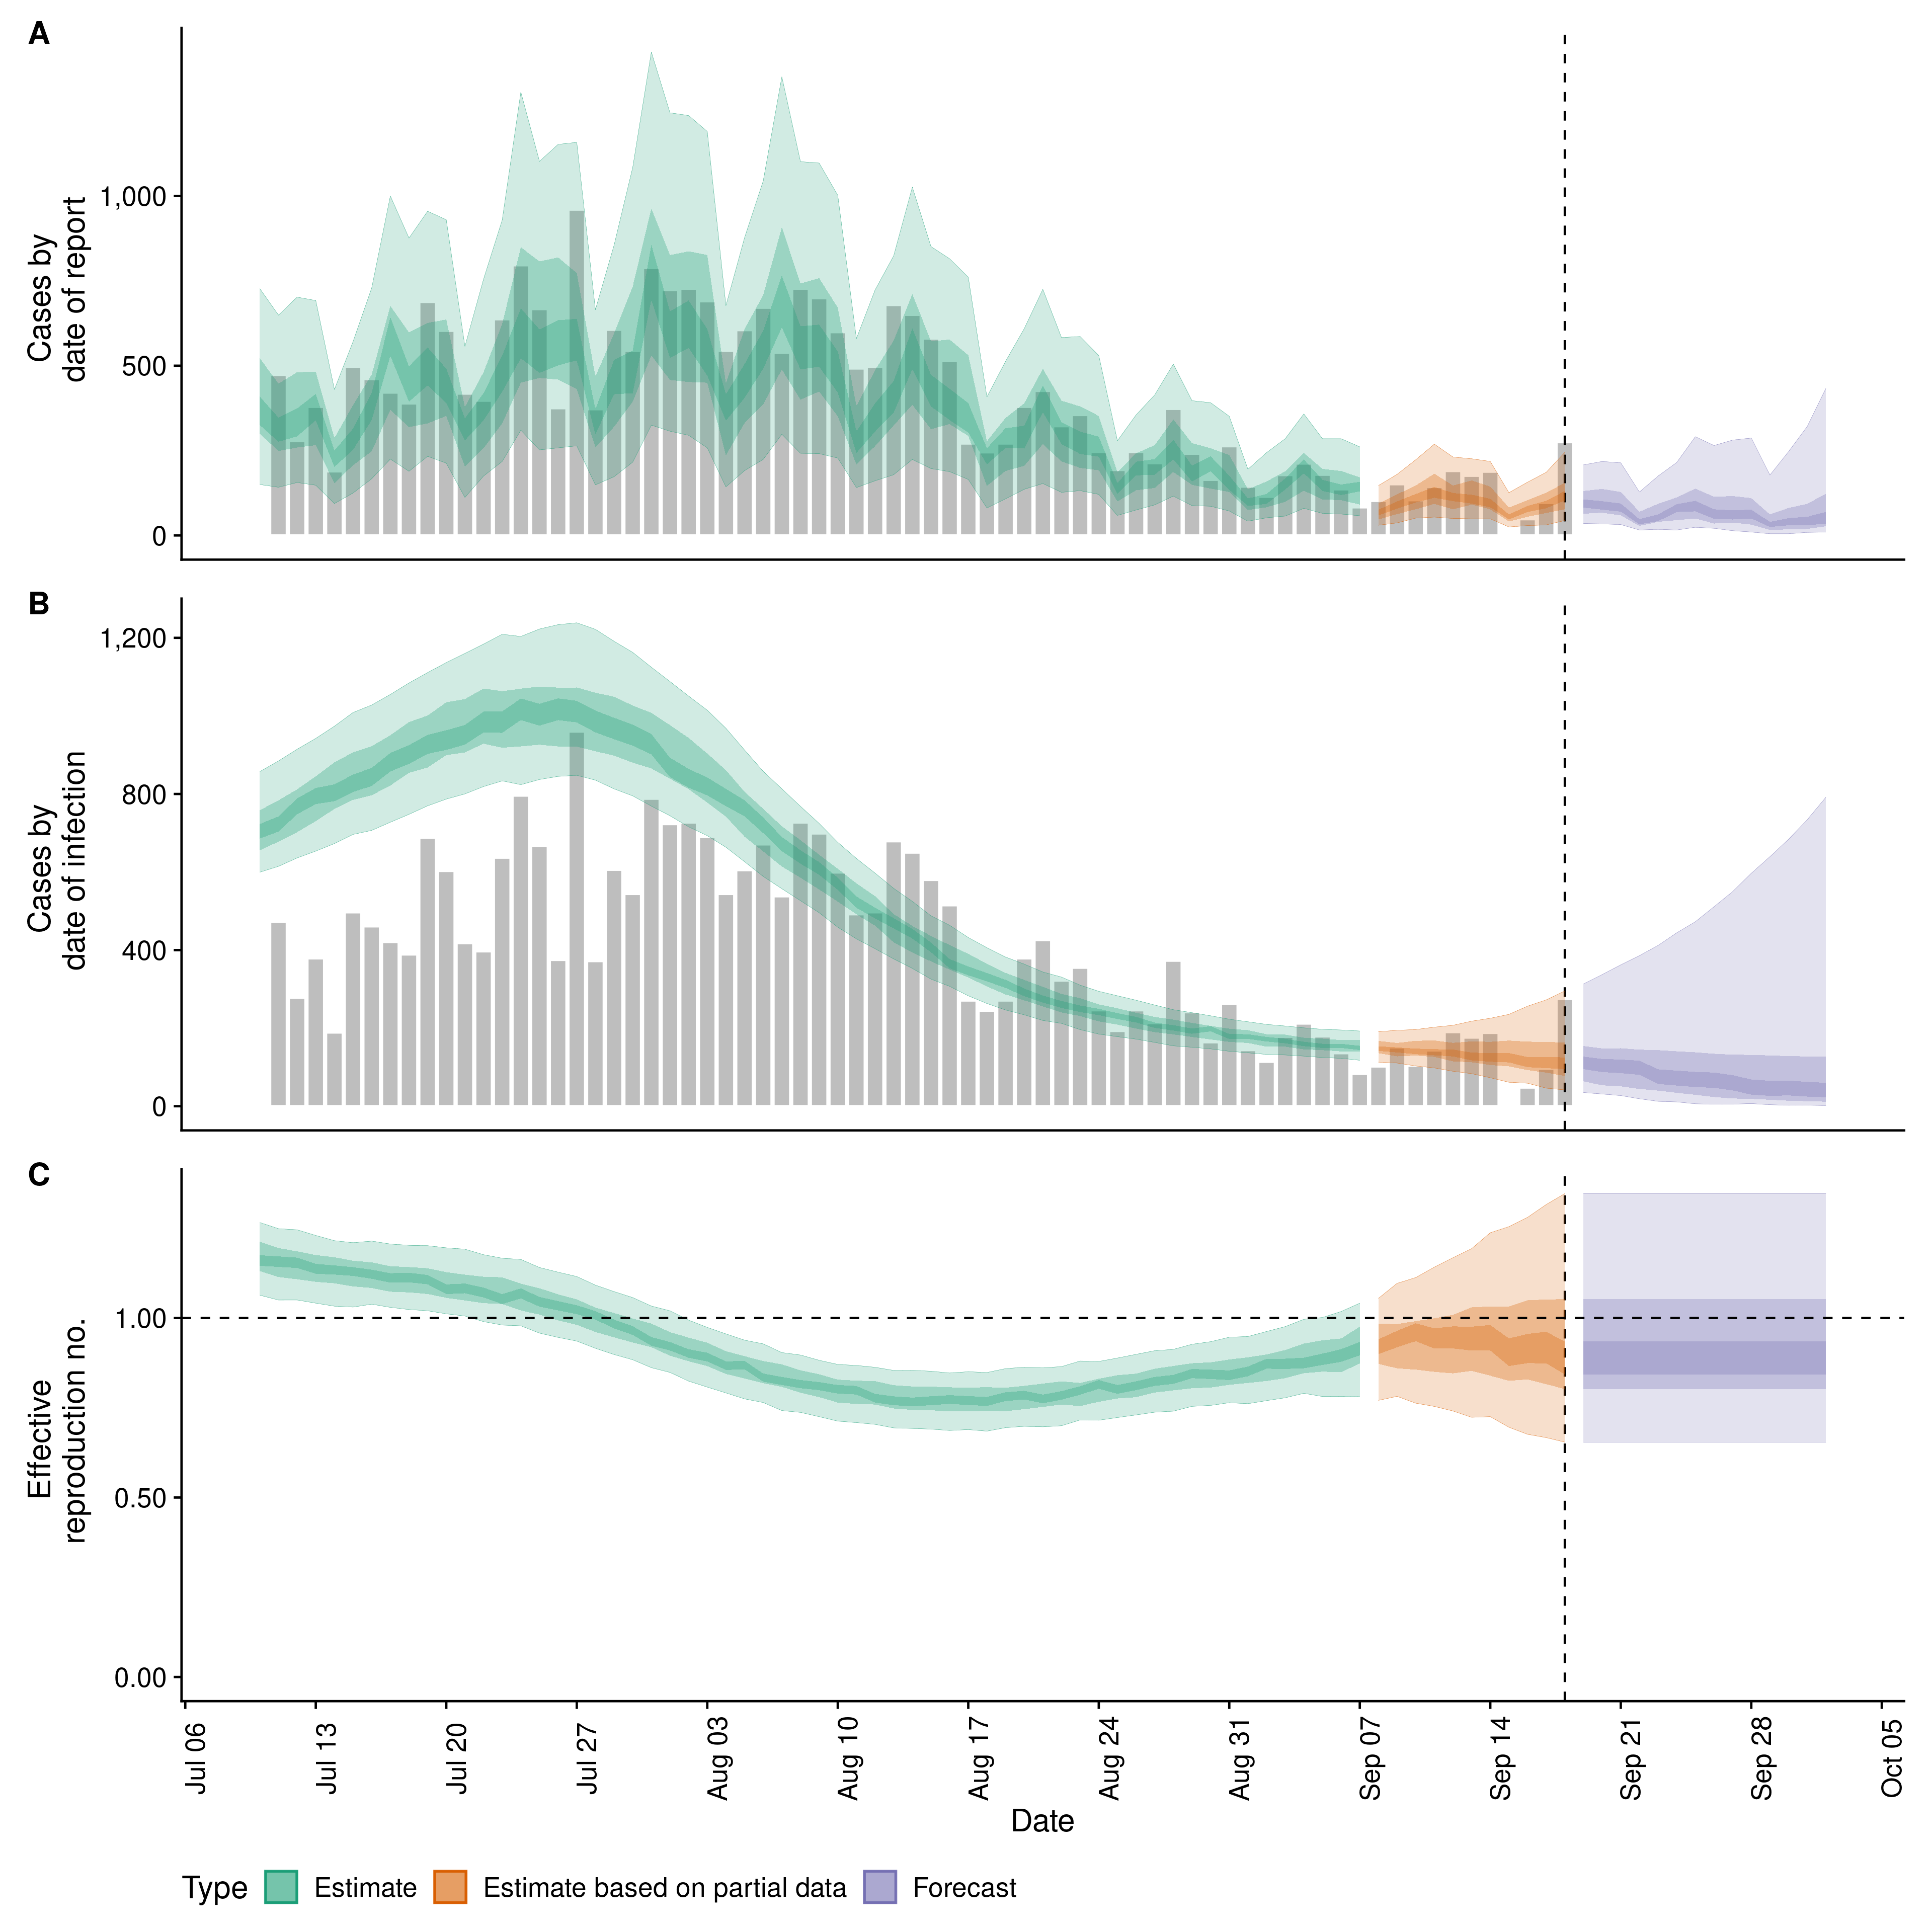 A
Cases by
date of report
1,000
500
0
B
Cases by
date of infection
1,200
800
400
0
C
Effective
reproduction no.
1.00
0.50
0.00
Jul 06
Jul 13
Jul 20
Jul 27
Aug 03
Aug 10
Aug 17
Aug 24
Aug 31
Sep 07
Sep 14
Sep 21
Sep 28
Oct 05
Date
Type Estimate Estimate based on partial data Forecast